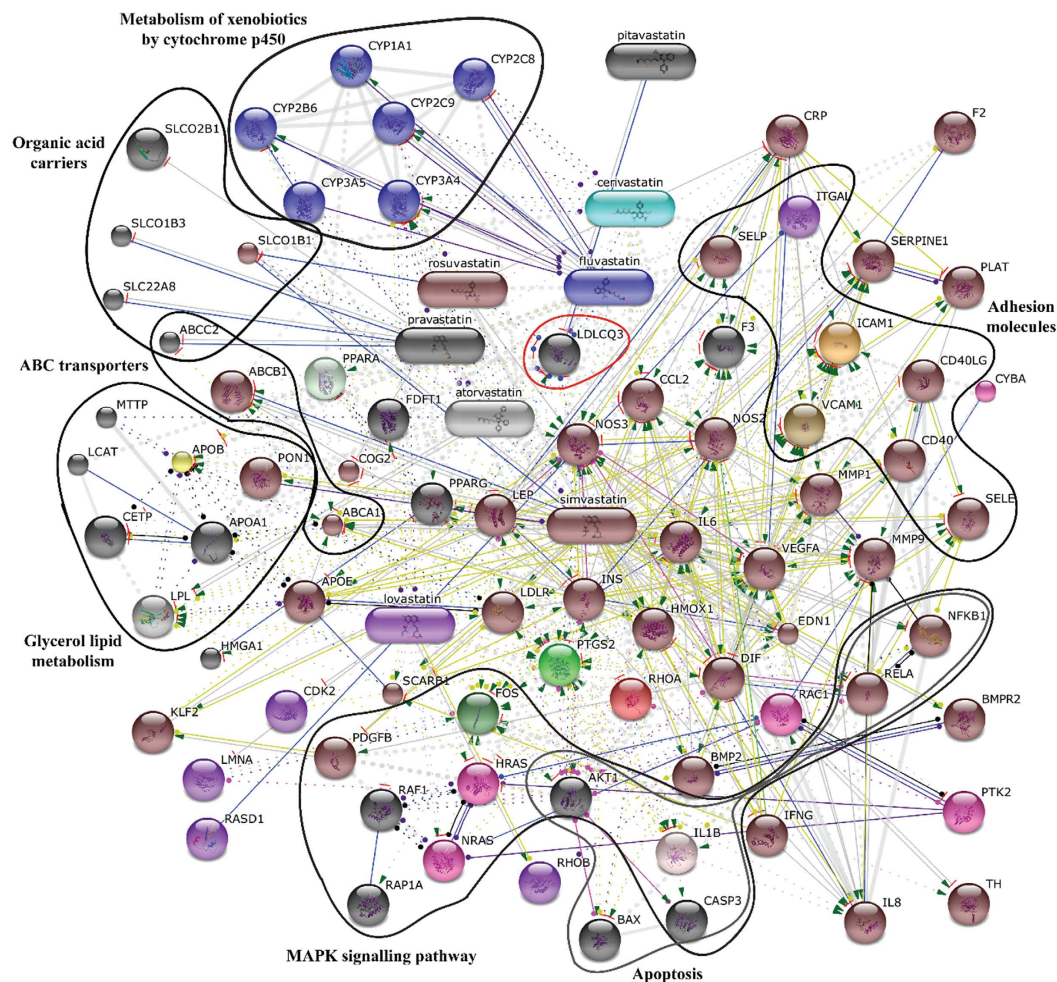 Metabolism of xenobiotics
by cytochrome p450
pitavastatin
CYP1A1
CYP2C8
CYP2B6
CYP2C9
CRP
F2
Organic acid
carriers
SLCO2B1
CYP3A5
CYP3A4
cerivastatin
ITGAL
SLCO1B3
SLCO1B1
SELP
SERPINE1
PLAT
rosuvastatin
fluvastatin
SLC22A8
Adhesion
molecules
pravastatin
LDLCQ3
F3
ICAM1
ABCC2
ABC transporters
PPARA
ABCB1
CCL2
CD40LG
CYBA
FDFT1
atorvastatin
MTTP
NOS3
NOS2
VCAM1
LCAT
APOB
PON1
COG2
CD40
PPARG
LEP
simvastatin
MMP1
SELE
CETP
APOA1
ABCA1
IL6
VEGFA
MMP9
LPL
APOE
LDLR
INS
HMOX1
NFKB1
lovastatin
EDN1
Glycerol lipid
metabolism
HMGA1
PTGS2
DIF
RELA
SCARB1
RHOA
RAC1
CDK2
FOS
BMPR2
KLF2
PDGFB
BMP2
LMNA
HRAS
AKT1
RAF1
PTK2
RASD1
NRAS
IL1B
IFNG
RHOB
RAP1A
CASP3
TH
BAX
IL8
MAPK signalling pathway
Apoptosis